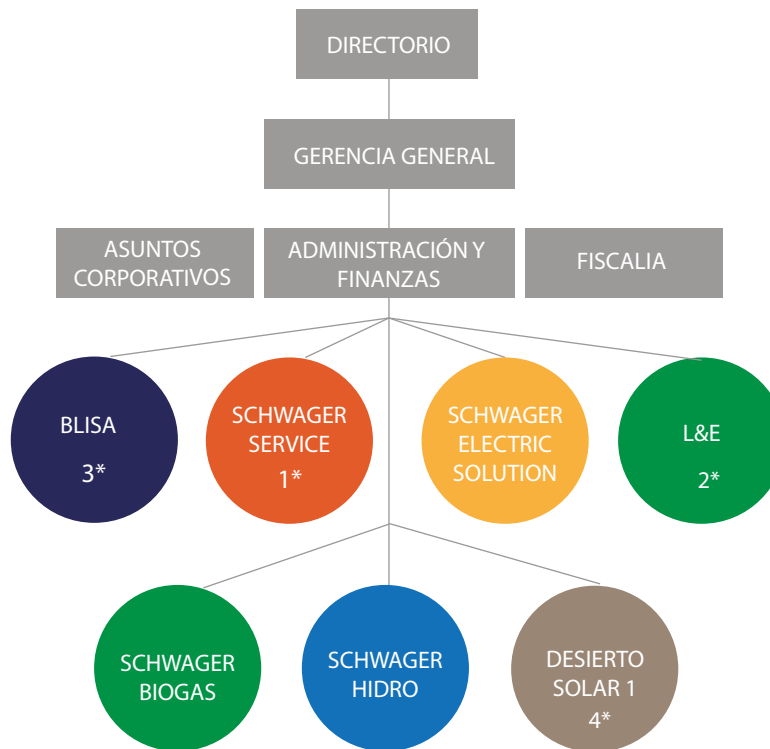 DIRECTORIO
GERENCIA GENERAL
ASUNTOS
CORPORATIVOS
ADMINISTRACIÓN Y
FINANZAS
FISCALIA
BLISA
3*
SCHWAGER
SERVICE
1*
SCHWAGER
ELECTRIC
SOLUTION
L&E
2*
SCHWAGER
BIOGAS
SCHWAGER
HIDRO
DESIERTO
SOLAR 1
4*